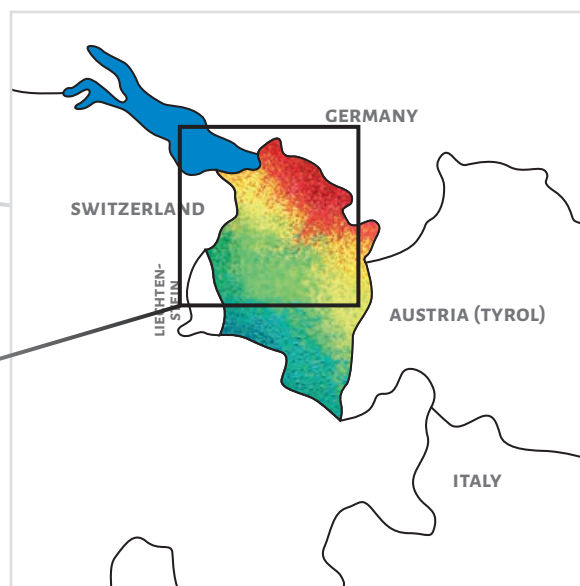 GERMANY
SWITZERLAND
LIECHTEN-
STEIN
AUSTRIA (TYROL)
ITALY